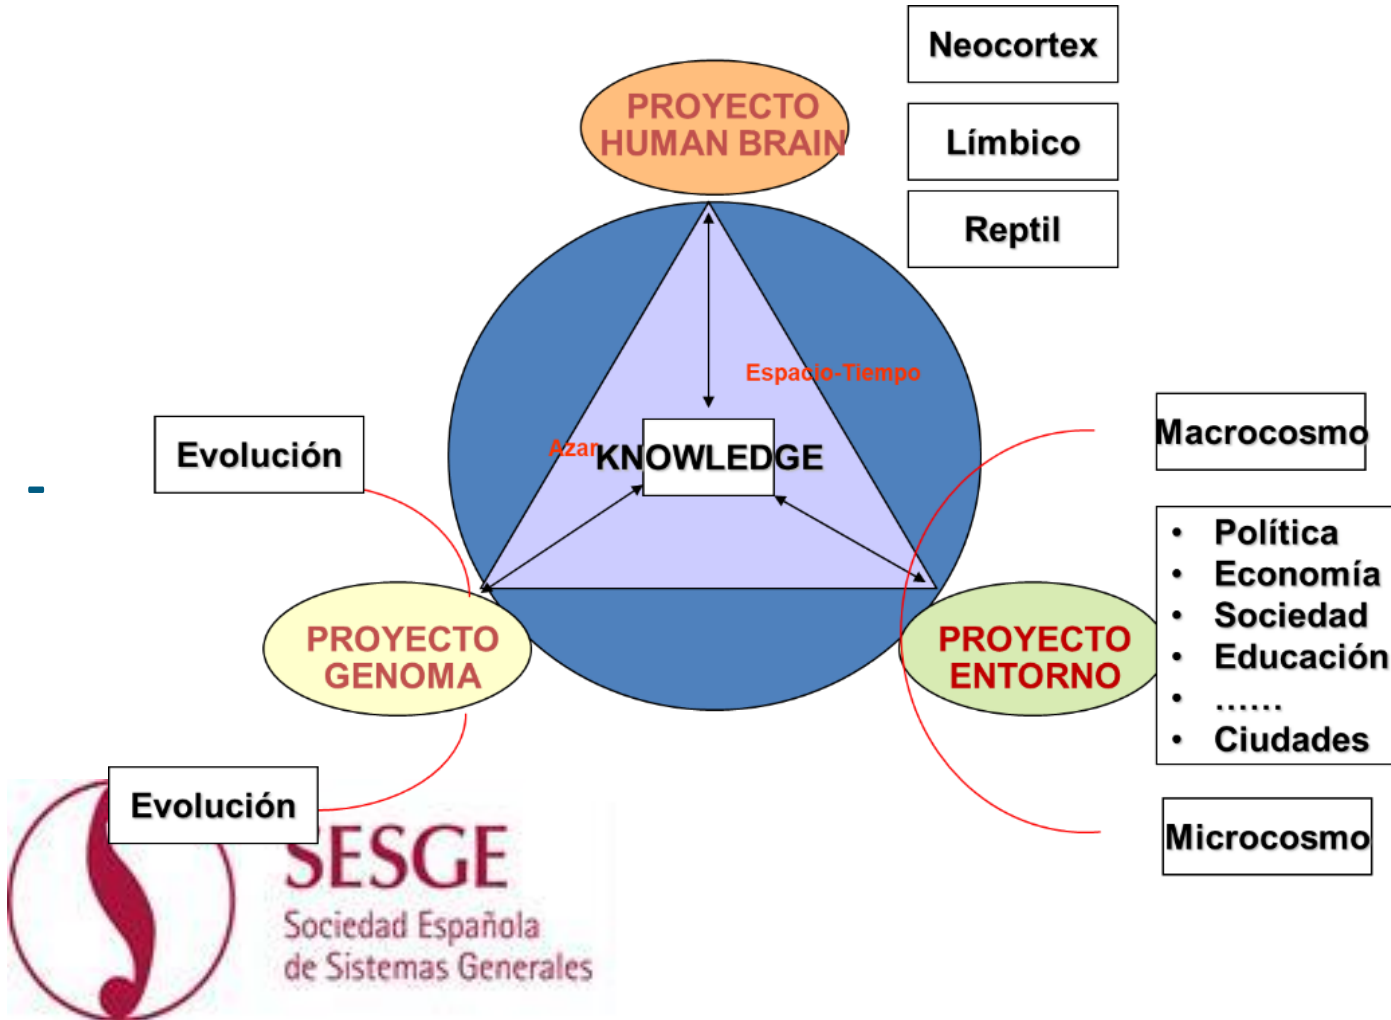 Neocortex
PROYECTO
HUMAN BRAIN
Límbico
Reptil
Espacio-Tiempo
Azar
KNOWLEDGE
Evolución
Macrocosmo
• Política
• Economía
• Sociedad
• Educación
• ......
• Ciudades
PROYECTO
GENOMA
PROYECTO
ENTORNO
Evolución
Microcosmo
SESGE
Sociedad Española
de Sistemas Generales